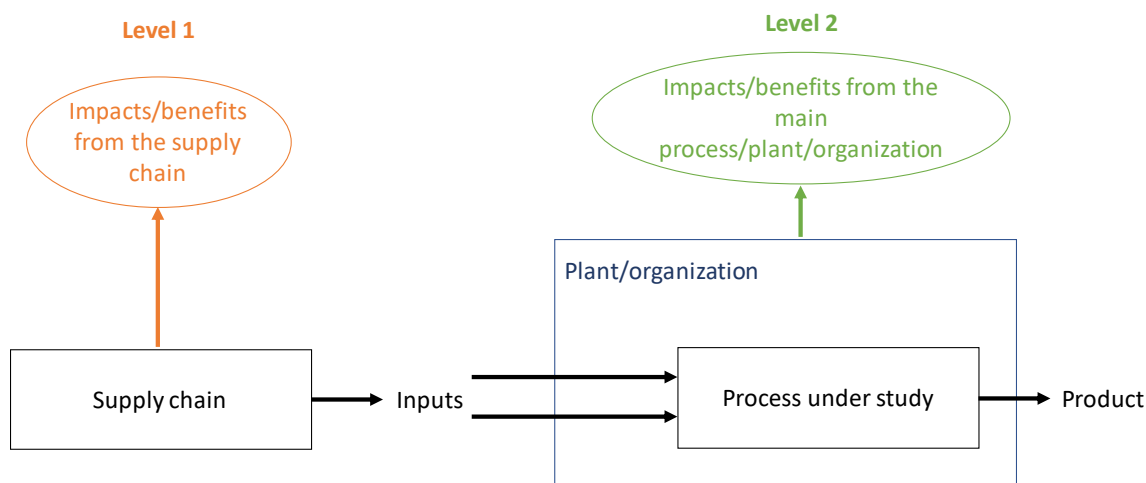 Level 1
Level 2
Impacts/benefits
from the supply
chain
Impacts/benefits from the
main
process/plant/organization
Plant/organization
Supply chain
Inputs
Process under study
Product